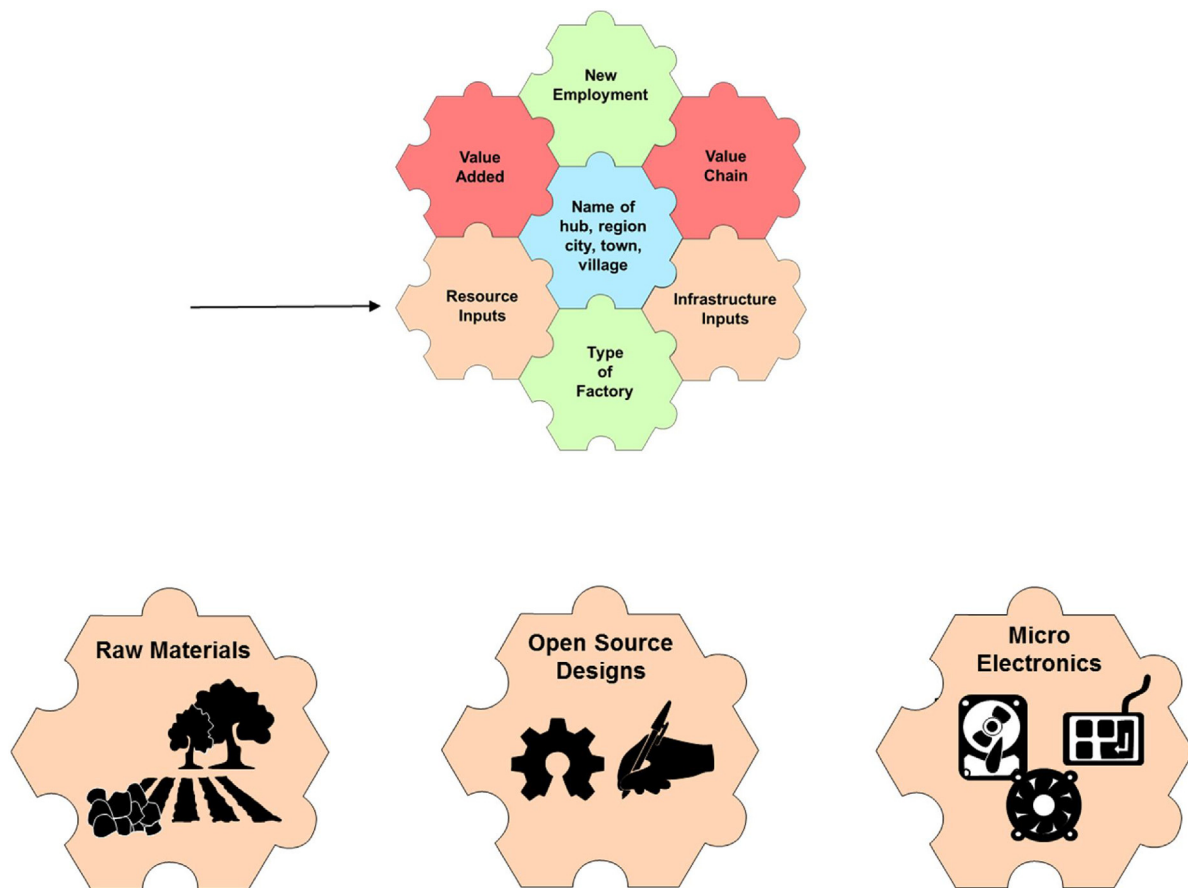 New
Employment
Value
Added
Value
Chain
Name of
hub, region
city, town,
village
Resource
Inputs
Infrastructure
Inputs
Type
of
Factory
Raw Materials
Open Source
Designs
Micro
Electronics